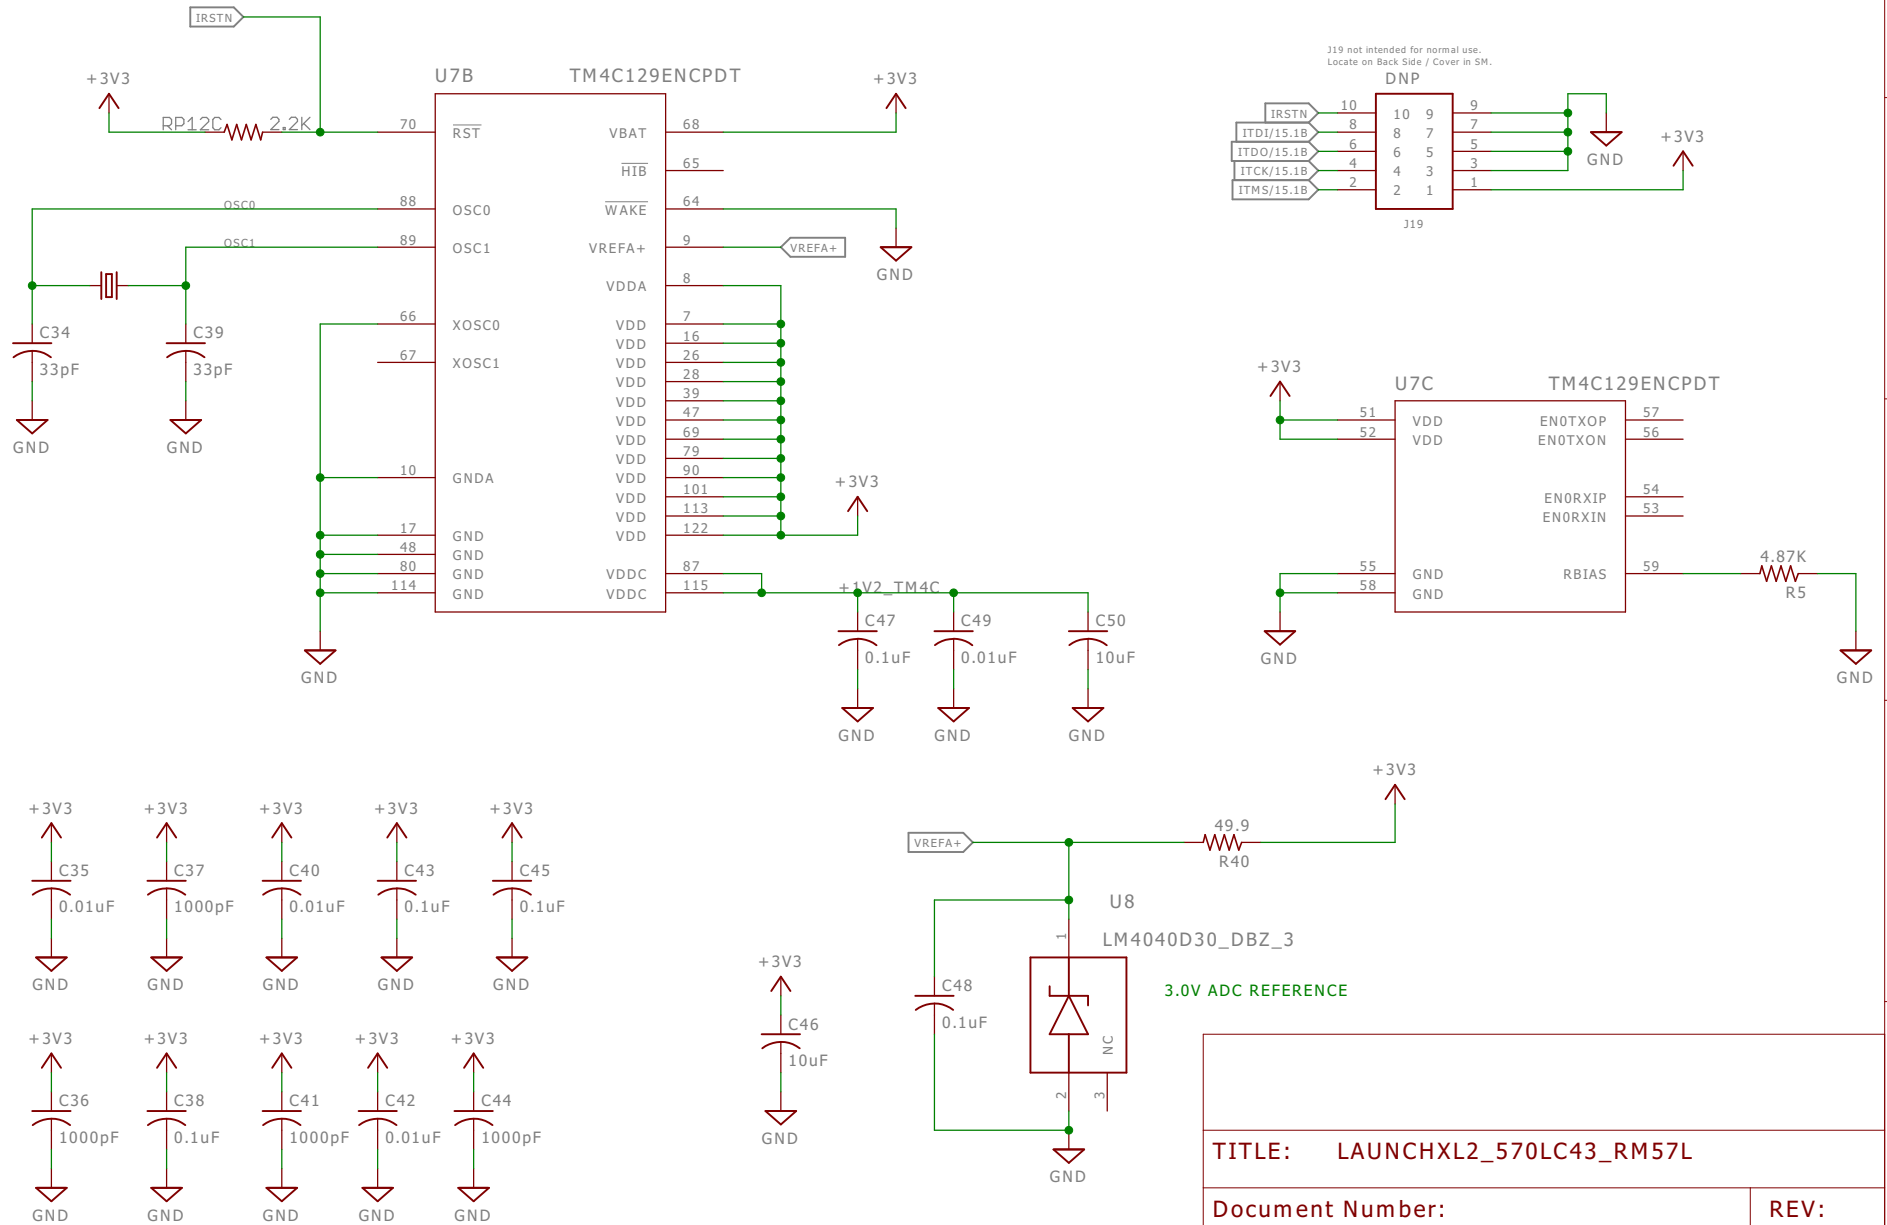 IRSTN
+3V3
RP12C 2.2K
U7B TM4C129ENCPDT
+3V3
70 RST
88 OSC0
OSC0
89 OSC1
OSC1
66 XOSC0
67 XOSC1
10 GNDA
17 GND
48 GND
80 GND
114 GND
VBAT 68
HIB 65
WAKE 64
VREFA+ 9
VREFA+
VDDA 8
VDD 7
VDD 16
VDD 26
VDD 28
VDD 39
VDD 47
VDD 69
VDD 79
VDD 90
VDD 101
VDD 113
VDD 122
VDDC 87
VDDC 115
GND
+3V3
+1V2_TM4C
C34
33pF
GND
C39
33pF
GND
GND
C47
0.1uF
GND
C49
0.01uF
GND
C50
10uF
GND
J19 not intended for normal use.
Locate on Back Side / Cover in SM.
DNP
IRSTN 10 10 9 9
ITDI/15.1B 8 8 7 7
ITDO/15.1B 6 6 5 5
ITCK/15.1B 4 4 3 3
ITMS/15.1B 2 2 1 1
J19
GND
+3V3
+3V3
U7C TM4C129ENCPDT
51 VDD EN0TXOP 57
52 VDD EN0TXON 56
EN0RXIP 54
EN0RXIN 53
55 GND RBIAS 59
58 GND
4.87K
R5
GND
GND
+3V3 +3V3 +3V3 +3V3 +3V3
C35 C37 C40 C43 C45
0.01uF 1000pF 0.01uF 0.1uF 0.1uF
GND GND GND GND GND
+3V3 +3V3 +3V3 +3V3 +3V3
C36 C38 C41 C42 C44
1000pF 0.1uF 1000pF 0.01uF 1000pF
GND GND GND GND GND
+3V3
C46
10uF
GND
+3V3
VREFA+
49.9
R40
U8
LM4040D30_DBZ_3
1
C48
0.1uF
NC
2
3
3.0V ADC REFERENCE
GND
TITLE: LAUNCHXL2_570LC43_RM57L
Document Number: REV: